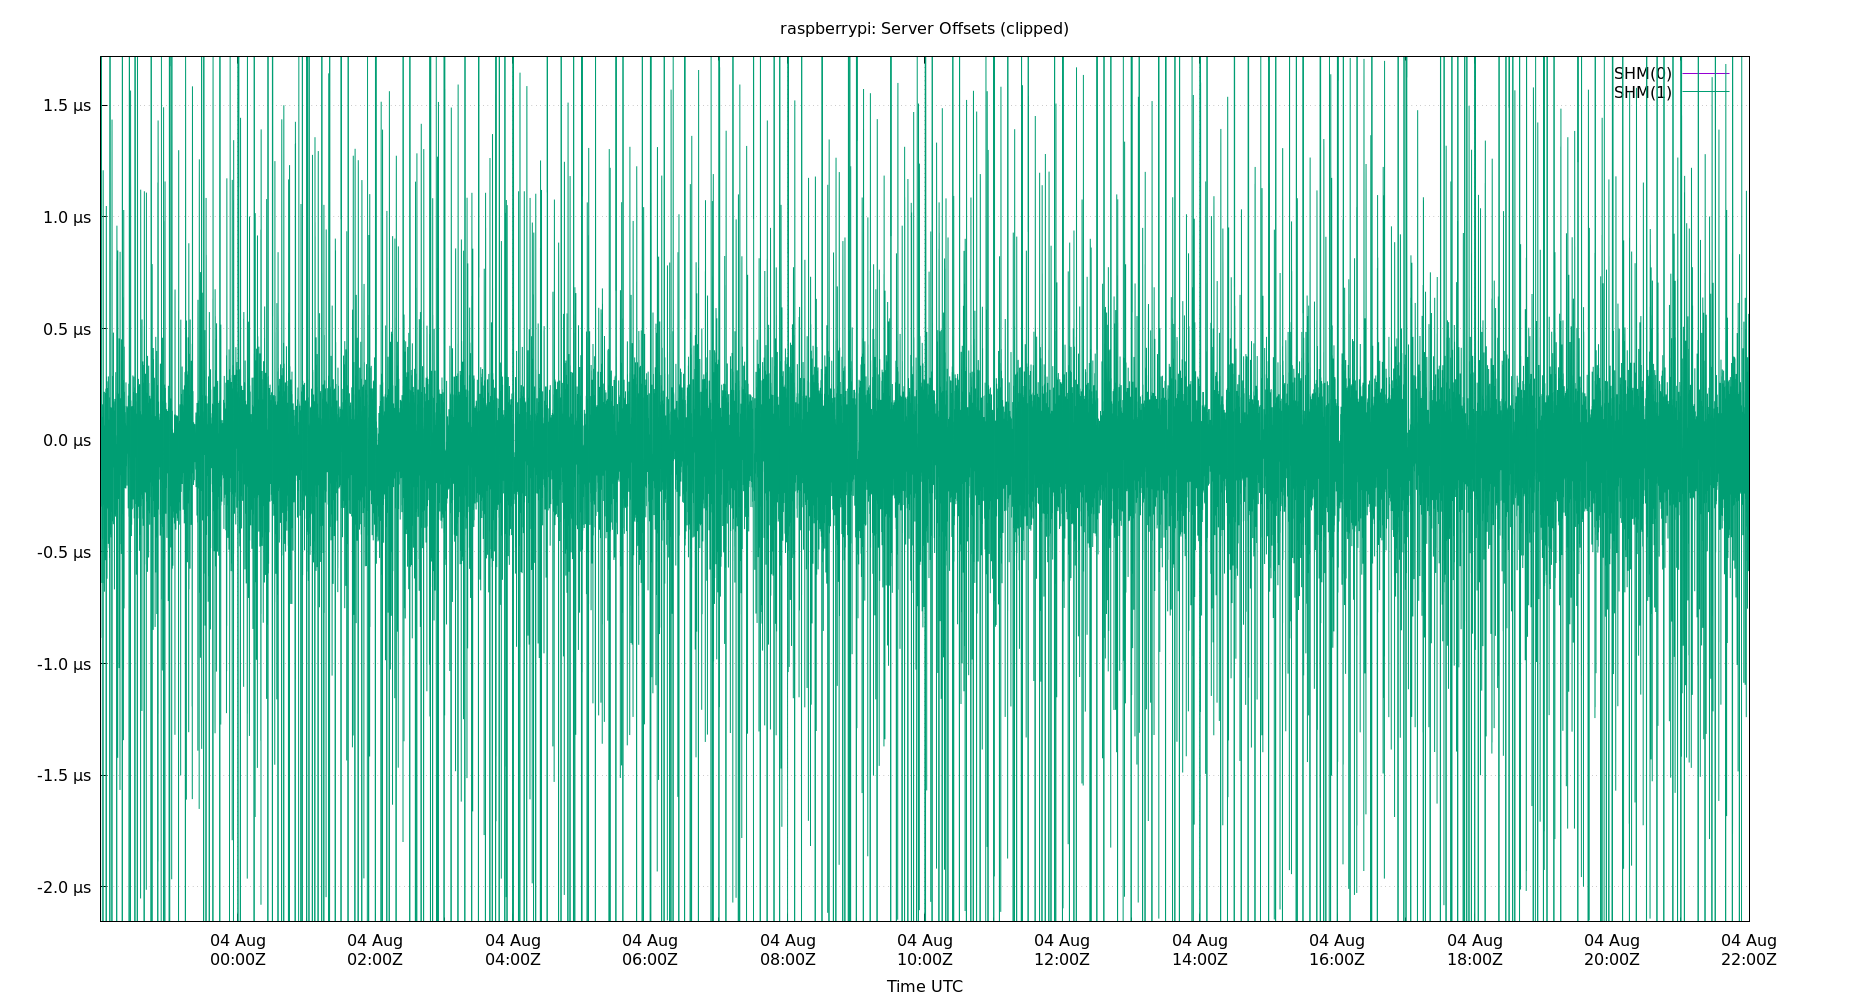 raspberrypi: Server Offsets (clipped)
SHM(0)
SHM(1)
1.5 µs
1.0 µs
0.5 µs
0.0 µs
-0.5 µs
-1.0 µs
-1.5 µs
-2.0 µs
04 Aug 04 Aug 04 Aug 04 Aug 04 Aug 04 Aug 04 Aug 04 Aug 04 Aug 04 Aug 04 Aug 04 Aug
00:00Z 02:00Z 04:00Z 06:00Z 08:00Z 10:00Z 12:00Z 14:00Z 16:00Z 18:00Z 20:00Z 22:00Z
Time UTC